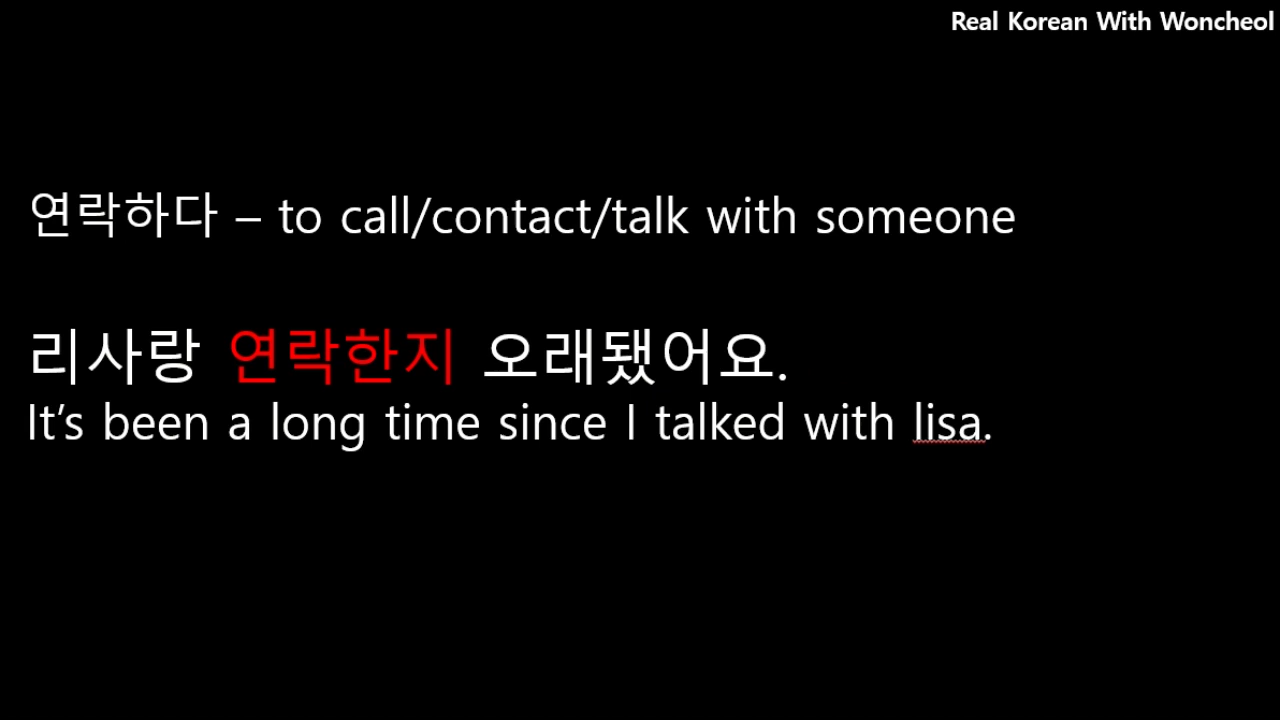 Real Korean With Woncheol
연락하다 – to call/contact/talk with someone
리사랑 연락한지 오래됐어요.
It’s been a long time since I talked with lisa.